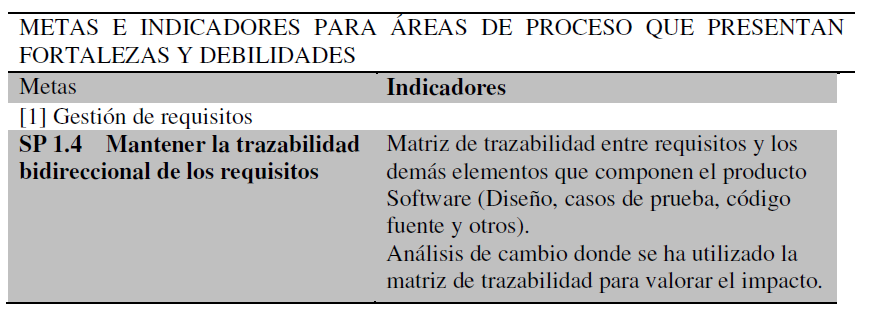 METAS E INDICADORES PARA ÁREAS DE PROCESO QUE PRESENTAN
FORTALEZAS Y DEBILIDADES
Metas Indicadores
[1] Gestión de requisitos
SP 1.4 Mantener la trazabilidad
bidireccional de los requisitos
Matriz de trazabilidad entre requisitos y los
demás elementos que componen el producto
Software (Diseño, casos de prueba, código
fuente y otros).
Análisis de cambio donde se ha utilizado la
matriz de trazabilidad para valorar el impacto.